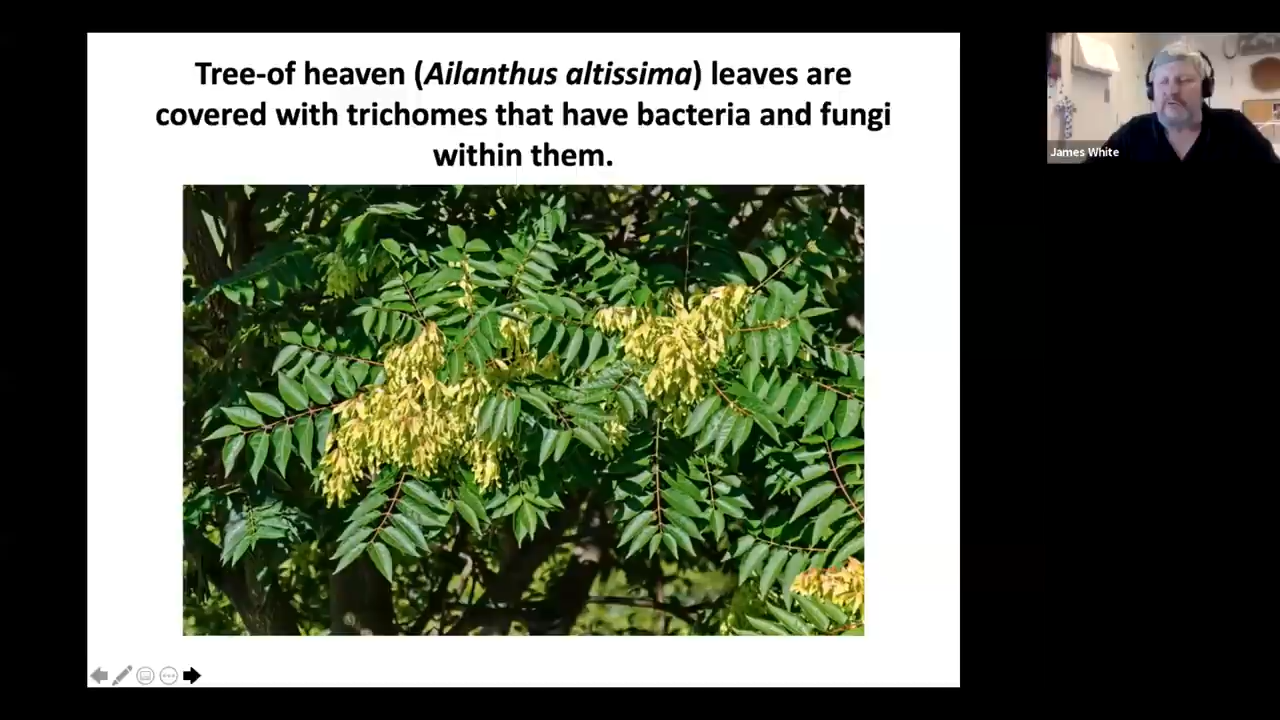 Tree-of heaven (Ailanthus altissima) leaves are
covered with trichomes that have bacteria and fungi
within them.
James White